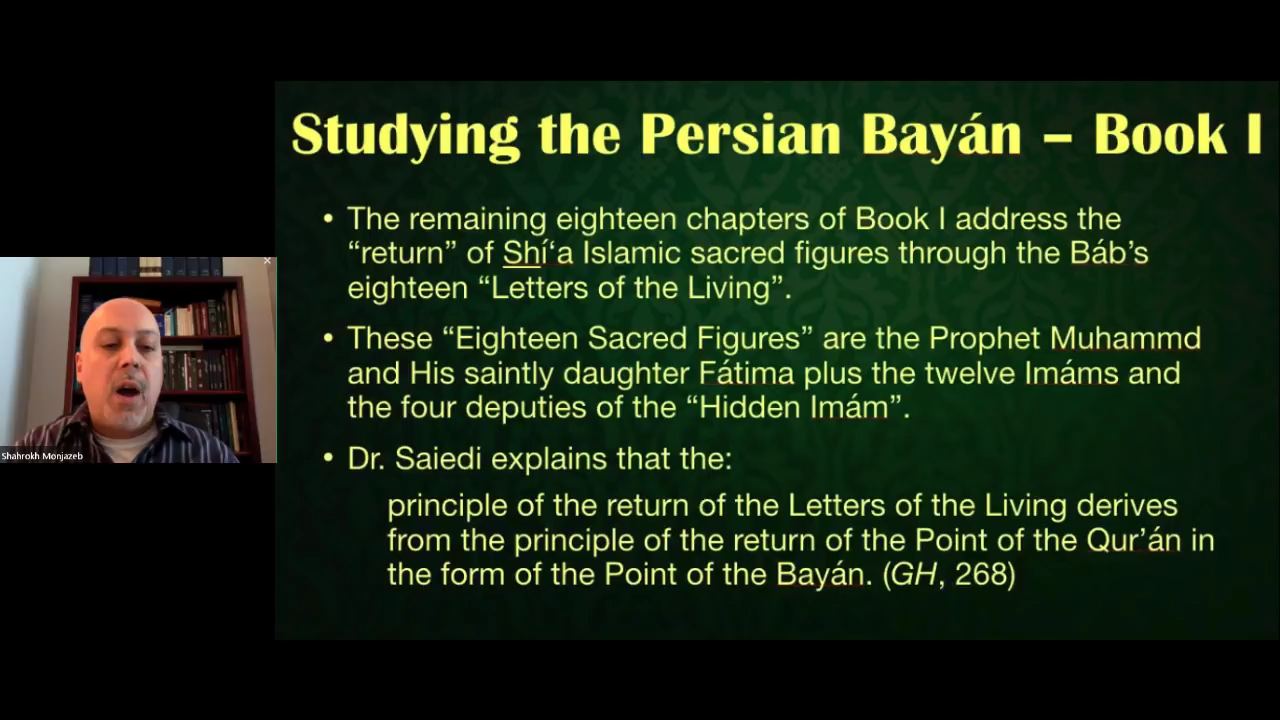 Studying the Persian Bayán – Book I
• The remaining eighteen chapters of Book I address the
“return” of Shí‘a Islamic sacred figures through the Báb’s
eighteen “Letters of the Living”.
• These “Eighteen Sacred Figures” are the Prophet Muhammd
and His saintly daughter Fátima plus the twelve Imáms and
the four deputies of the “Hidden Imám”.
• Dr. Saiedi explains that the:
principle of the return of the Letters of the Living derives
from the principle of the return of the Point of the Qur’án in
the form of the Point of the Bayán. (GH, 268)
Shahrokh Monjazeb